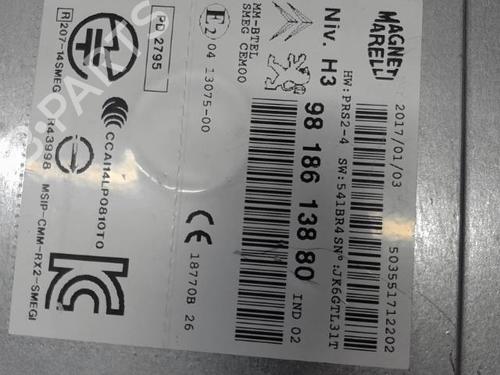 MAGNETI
MARELLI
2017/01/03 503551712202
HW:PRS2-4 SW:541BR4 SN°:JK6GTL31T
Niv. H3 98 186 138 80
IND 02
MM-BTEL
SMEG CEM00
E2 04 13075-00
CE 18770B 26
PD 2795
CCAI14LP0810T0
R 207-14SMEG R43998 MSIP-CMM-RX2-SMEGI